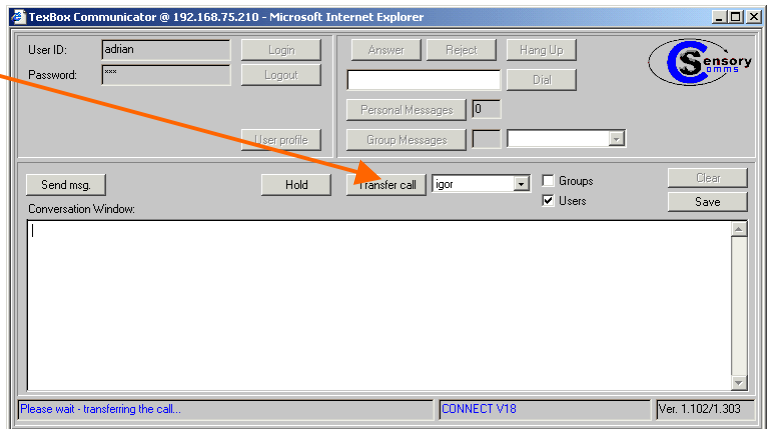 TexBox Communicator @ 192.168.75.210 - Microsoft Internet Explorer
User ID: adrian Login
Password: *** Logout
User profile
Answer Reject Hang Up
Dial
Personal Messages 0
Group Messages
CSensory
Comms
Send msg. Hold Transfer call igor Groups
Users
Clear
Save
Conversation Window:
Please wait - transferring the call... CONNECT V18 Ver. 1.102/1.303